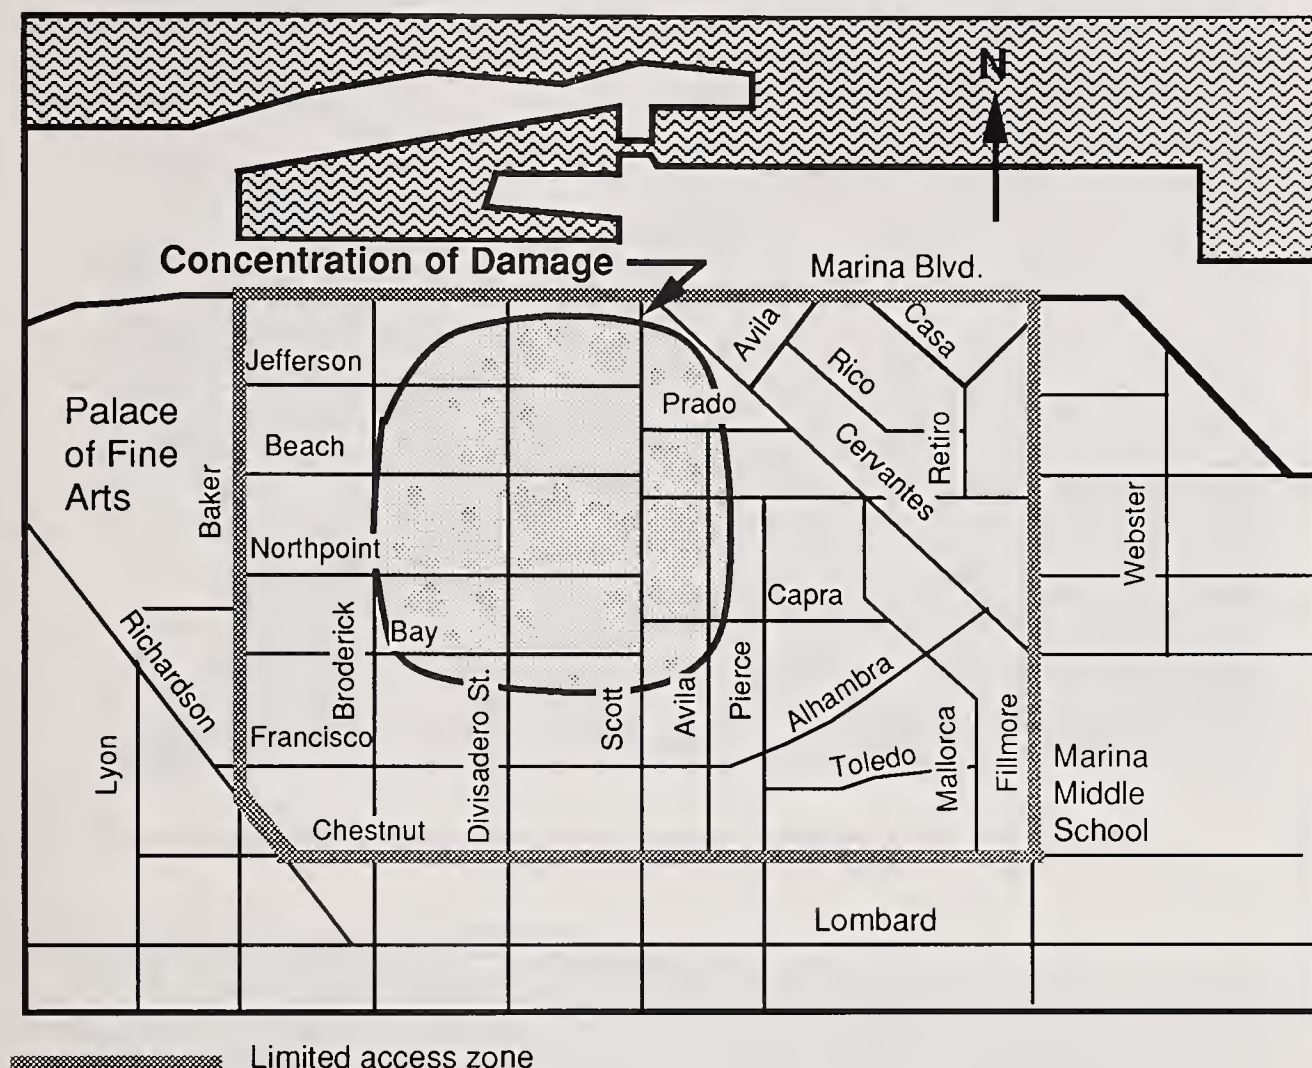 N
Concentration of Damage
Marina Blvd.
Avila
Casa
Rico
Jefferson
Prado
Palace
of Fine
Arts
Beach
Retiro
Cervantes
Baker
Northpoint
Webster
Capra
Richardson
Broderick
Bay
Divisadero St.
Scott
Avila
Pierce
Alhambra
Francisco
Toledo
Mallorca
Fillmore
Lyon
Marina
Middle
School
Chestnut
Lombard
Limited access zone